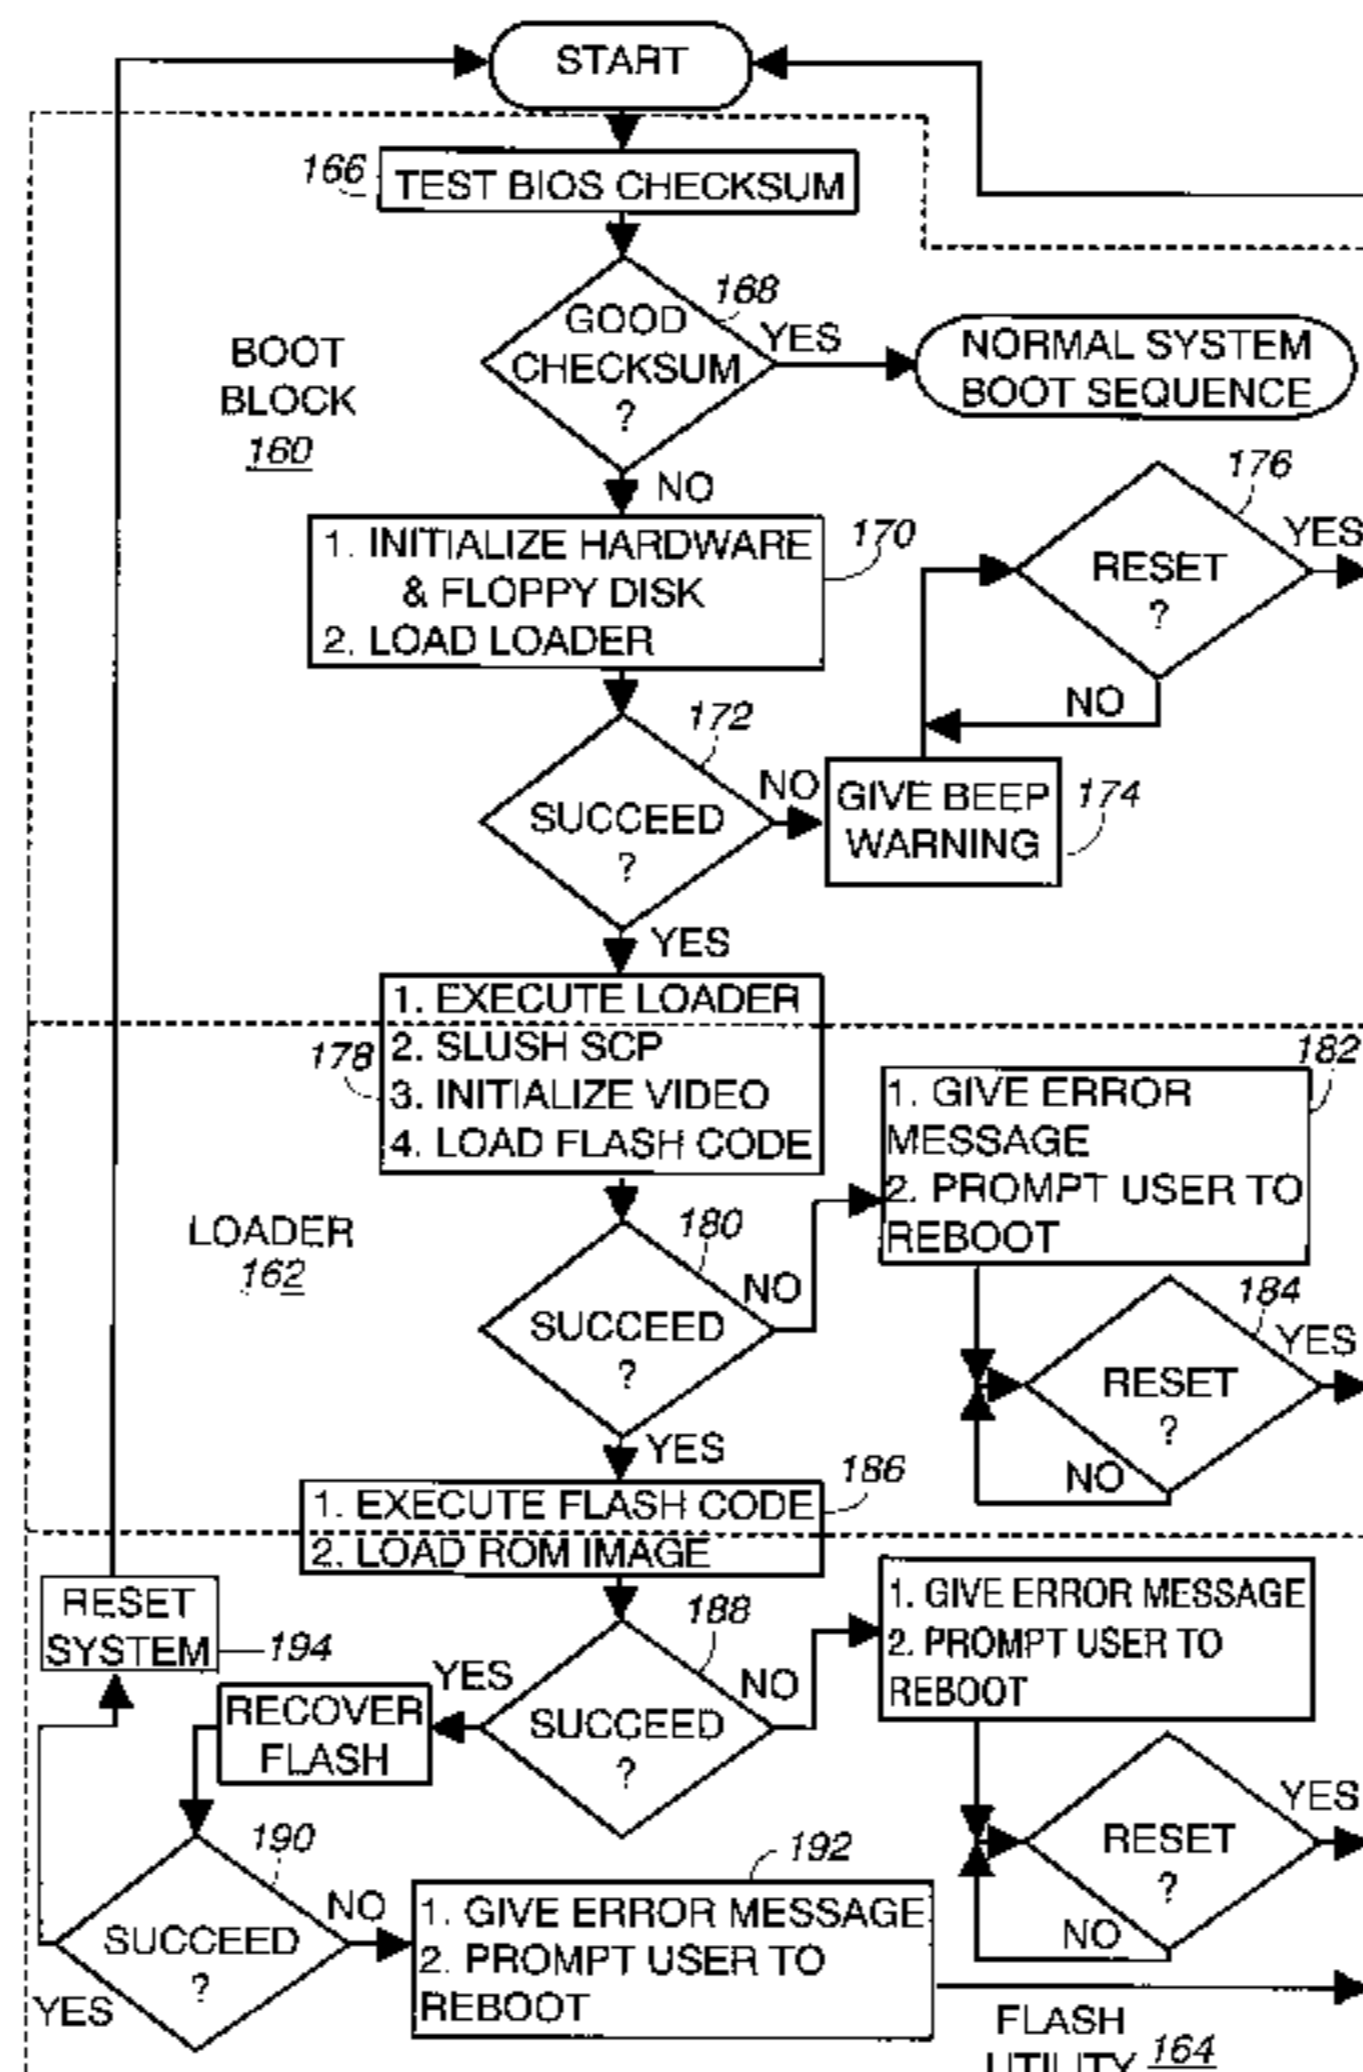 START
166
TEST BIOS CHECKSUM
168
GOOD
CHECKSUM
?
YES
NORMAL SYSTEM
BOOT SEQUENCE
BOOT
BLOCK
160
NO
176
YES
RESET
?
NO
1. INITIALIZE HARDWARE
& FLOPPY DISK
2. LOAD LOADER
170
172
SUCCEED
?
NO
GIVE BEEP
WARNING
174
YES
1. EXECUTE LOADER
2. SLUSH SCP
3. INITIALIZE VIDEO
4. LOAD FLASH CODE
178
182
1. GIVE ERROR
MESSAGE
2. PROMPT USER TO
REBOOT
LOADER
162
180
SUCCEED
?
NO
184
YES
RESET
?
NO
YES
1. EXECUTE FLASH CODE
2. LOAD ROM IMAGE
186
RESET
SYSTEM
194
188
SUCCEED
?
YES
NO
1. GIVE ERROR MESSAGE
2. PROMPT USER TO
REBOOT
RECOVER
FLASH
YES
RESET
?
NO
190
SUCCEED
?
NO
YES
192
1. GIVE ERROR MESSAGE
2. PROMPT USER TO
REBOOT
FLASH
UTILITY 164